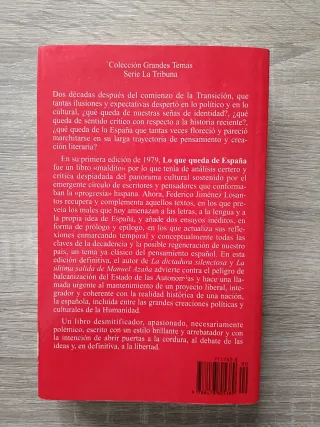 Colección Grandes Temas
Serie La Tribuna
Dos décadas después del comienzo de la Transición, que
tantas ilusiones y expectativas despertó en lo político y en lo
cultural, ¿qué queda de nuestras señas de identidad?, ¿qué
queda de sentido crítico con respecto a la historia reciente?,
¿qué queda de lo España que tantas veces floreció y pareció
marchitarse en su larga trayectoria de pensamiento y crea-
ción literaria?
En su primera edición de 1979, Lo que queda de España
fue un libro «maldito» por lo que tenía de análisis certero y
crítica despiadada del panorama cultural sostenido por el
emergente círculo de escritores y pensadores que conforma-
ban la «progresía» hispana. Ahora, Federico Jiménez Losan-
tos recupera y complementa aquellos textos, en los que pre-
veía los males que hoy amenazan a las letras, a la lengua y a
la propia idea de España, y añade dos ensayos inéditos, en
forma de prólogo y epílogo, en los que actualiza sus refle-
xiones enmarcando temporal y conceptualmente todas las
claves de la decadencia y la posible regeneración de nuestro
país, un tema ya clásico del pensamiento español. En esta
edición definitiva, el autor de La dictadura silenciosa y La
última salida de Manuel Azaña advierte contra el peligro de
balcanización del Estado de las Autonomías y hace una lla-
mada urgente al mantenimiento de un proyecto liberal, inte-
grador y coherente con la realidad histórica de una nación,
la española, incluida entre las grandes creaciones políticas y
culturales de la Humanidad.
Un libro desmitificador, apasionado, necesariamente
polémico, escrito con un estilo brillante y arrebatador y con
la intención de abrir puertas a la cordura, al debate de las
ideas y, en definitiva, a la libertad.